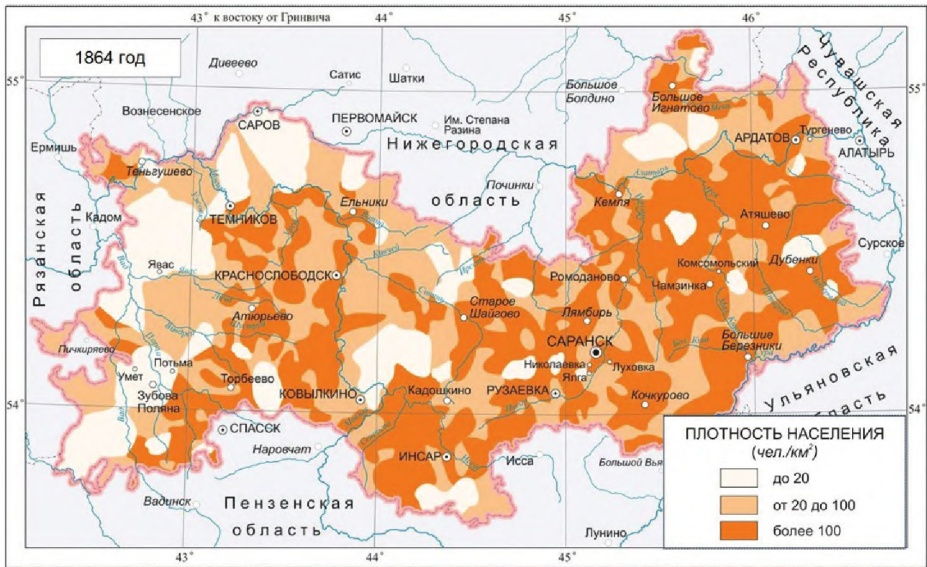 43° к востоку от Гринвича
44°
45°
46°
1864 год
55°
55°
Дивеево
Сатис
Шатки
Вознесенское
САРОВ
ПЕРВОМАЙСК
Им. Степана
Разина
Нижегородская
область
Большое
Болдино
Большое
Игнатово
Чувашская
Республика
АРДАТОВ
Тургенево
АЛАТЫРЬ
Ермишь
Теньгушево
Рязанская
область
Кадом
ТЕМНИКОВ
Ельники
Починки
Кемля
Атяшево
Сурское
Явас
КРАСНОСЛОБОДСК
Ромоданово
Комсомольский
Дубенки
Чамзинка
Атюрьево
Старое
Шайгово
Лямбирь
Большие
Березники
САРАНСК
Пичкиряево
Потьма
Умет
Николаевка
Луховка
Ялга
Зубова
Поляна
Торбеево
КОВЫЛКИНО
Кадошкино
РУЗАЕВКА
Кочкурово
Ульяновская
область
54°
54°
СПАССК
Наровчат
ИНСАР
Исса
Большой Вья
Вадинск
Пензенская
область
Лунино
43°
44°
45°
ПЛОТНОСТЬ НАСЕЛЕНИЯ
(чел./км²)
до 20
от 20 до 100
более 100